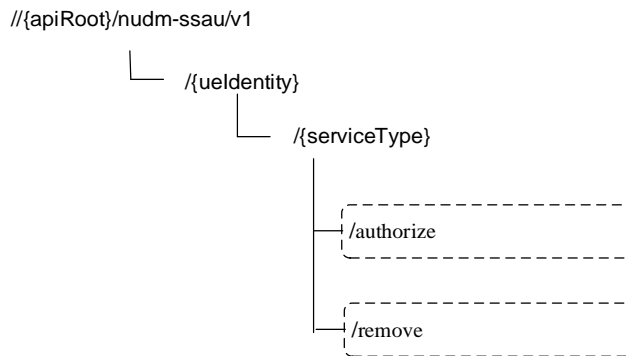 //{apiRoot}/nudm-ssau/v1
/{ueIdentity}
/{serviceType}
/authorize
/remove